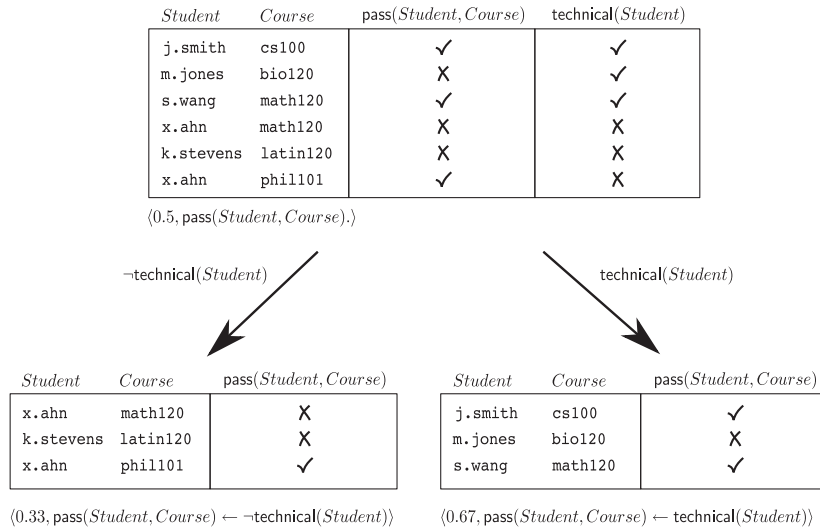 Student Course pass(Student, Course) technical(Student)
j.smith cs100 ✓ ✓
m.jones bio120 ✗ ✓
s.wang math120 ✓ ✓
x.ahn math120 ✗ ✗
k.stevens latin120 ✗ ✗
x.ahn phil101 ✓ ✗
⟨0.5, pass(Student, Course).⟩
¬technical(Student)
technical(Student)
Student Course pass(Student, Course)
x.ahn math120 ✗
k.stevens latin120 ✗
x.ahn phil101 ✓
⟨0.33, pass(Student, Course) ← ¬technical(Student)⟩
Student Course pass(Student, Course)
j.smith cs100 ✓
m.jones bio120 ✗
s.wang math120 ✓
⟨0.67, pass(Student, Course) ← technical(Student)⟩